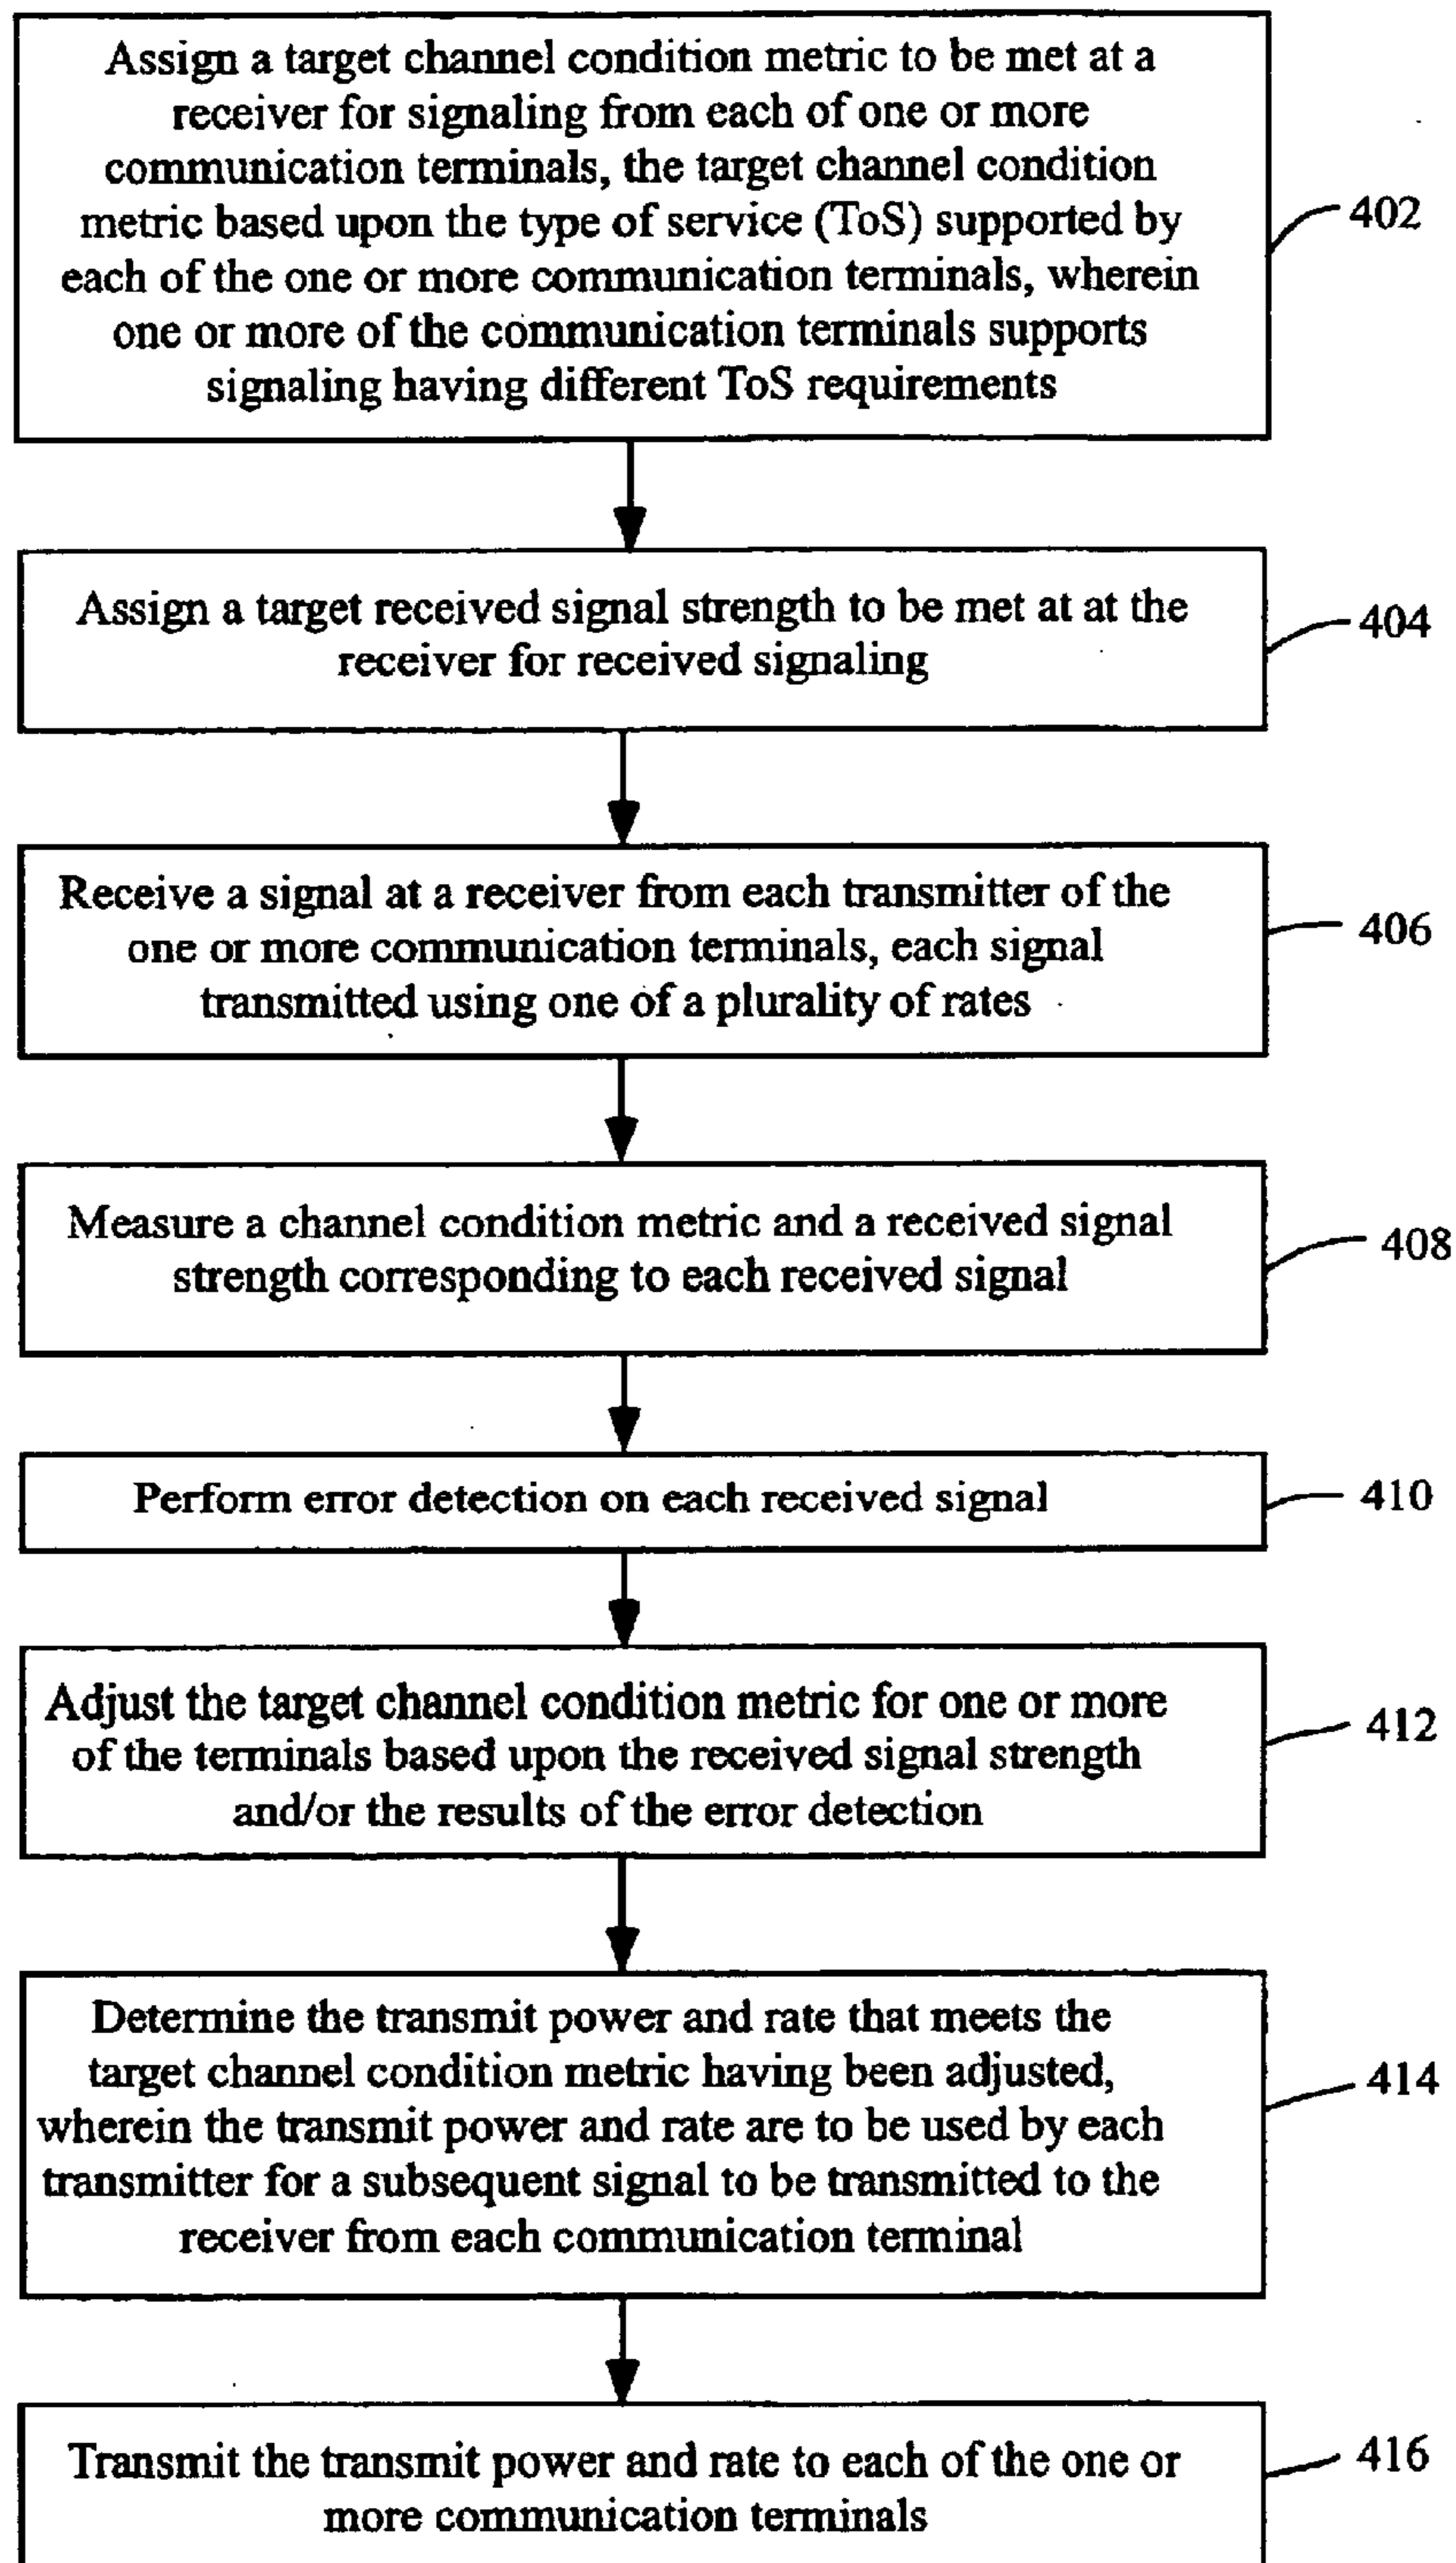 Assign a target channel condition metric to be met at a
receiver for signaling from each of one or more
communication terminals, the target channel condition
metric based upon the type of service (ToS) supported by
each of the one or more communication terminals, wherein
one or more of the communication terminals supports
signaling having different ToS requirements
402
Assign a target received signal strength to be met at at the
receiver for received signaling
404
Receive a signal at a receiver from each transmitter of the
one or more communication terminals, each signal
transmitted using one of a plurality of rates
406
Measure a channel condition metric and a received signal
strength corresponding to each received signal
408
Perform error detection on each received signal
410
Adjust the target channel condition metric for one or more
of the terminals based upon the received signal strength
and/or the results of the error detection
412
Determine the transmit power and rate that meets the
target channel condition metric having been adjusted,
wherein the transmit power and rate are to be used by each
transmitter for a subsequent signal to be transmitted to the
receiver from each communication terminal
414
Transmit the transmit power and rate to each of the one or
more communication terminals
416